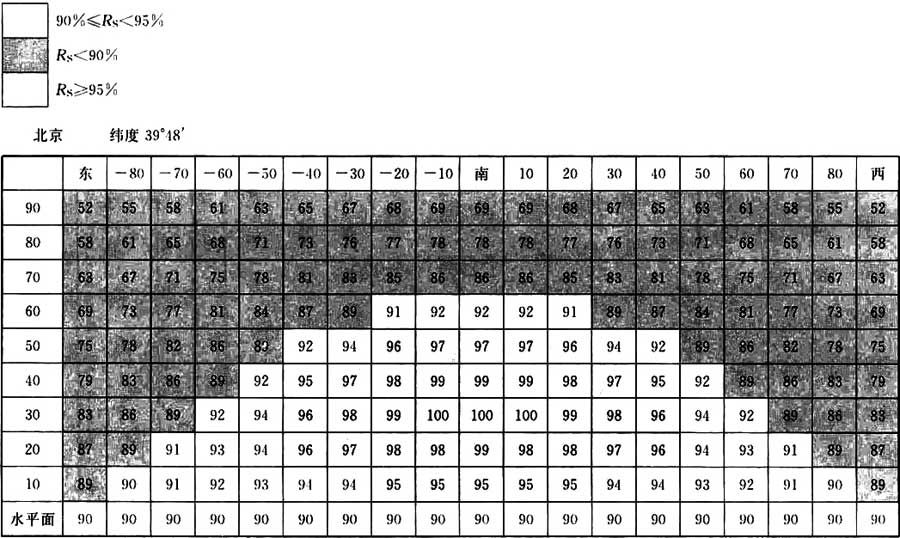 90%≤Rs<95%
Rs<90%
Rs≥95%
北京 纬度 39°48′
东 -80 -70 -60 -50 -40 -30 -20 -10 南 10 20 30 40 50 60 70 80 西
90 52 55 58 61 63 65 67 68 69 69 69 68 67 65 63 61 58 55 52
80 58 61 65 68 71 73 76 77 78 78 78 77 76 73 71 68 65 61 58
70 63 67 71 75 78 81 83 85 86 86 86 85 83 81 78 75 71 67 63
60 69 73 77 81 84 87 89 91 92 92 92 91 89 87 84 81 77 73 69
50 75 78 82 86 89 92 94 96 97 97 97 96 94 92 89 86 82 78 75
40 79 83 86 89 92 95 97 98 99 99 99 98 97 95 92 89 86 83 79
30 83 86 89 92 94 96 98 99 100 100 100 99 98 96 94 92 89 86 83
20 87 89 91 93 94 96 97 98 98 99 98 98 97 96 94 93 91 89 87
10 89 90 91 92 93 94 94 95 95 95 95 95 94 94 93 92 91 90 89
水平面 90 90 90 90 90 90 90 90 90 90 90 90 90 90 90 90 90 90 90